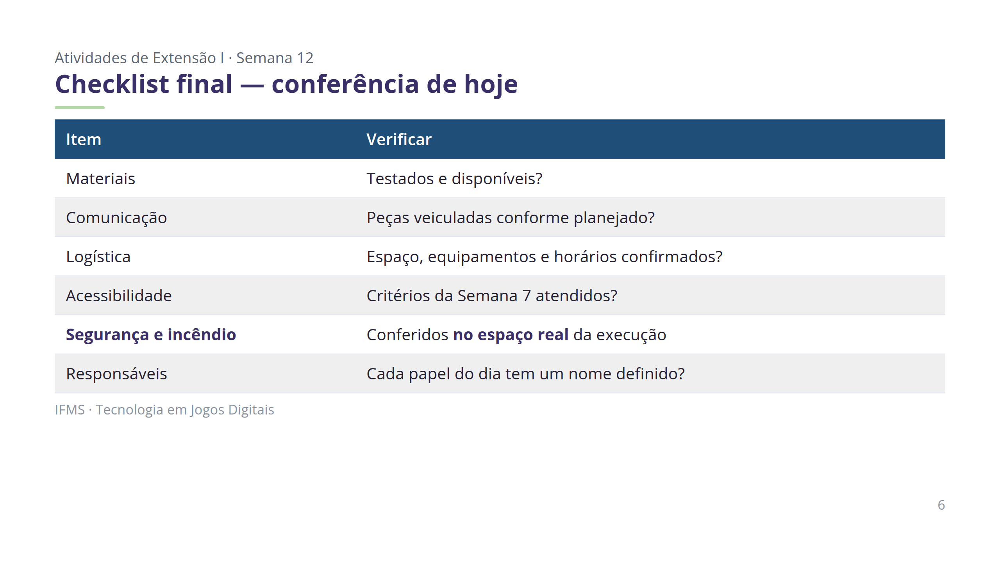 Atividades de Extensão I · Semana 12
Checklist final — conferência de hoje
Item Verificar
Materiais Testados e disponíveis?
Comunicação Peças veiculadas conforme planejado?
Logística Espaço, equipamentos e horários confirmados?
Acessibilidade Critérios da Semana 7 atendidos?
Segurança e incêndio Conferidos no espaço real da execução
Responsáveis Cada papel do dia tem um nome definido?
IFMS · Tecnologia em Jogos Digitais
6